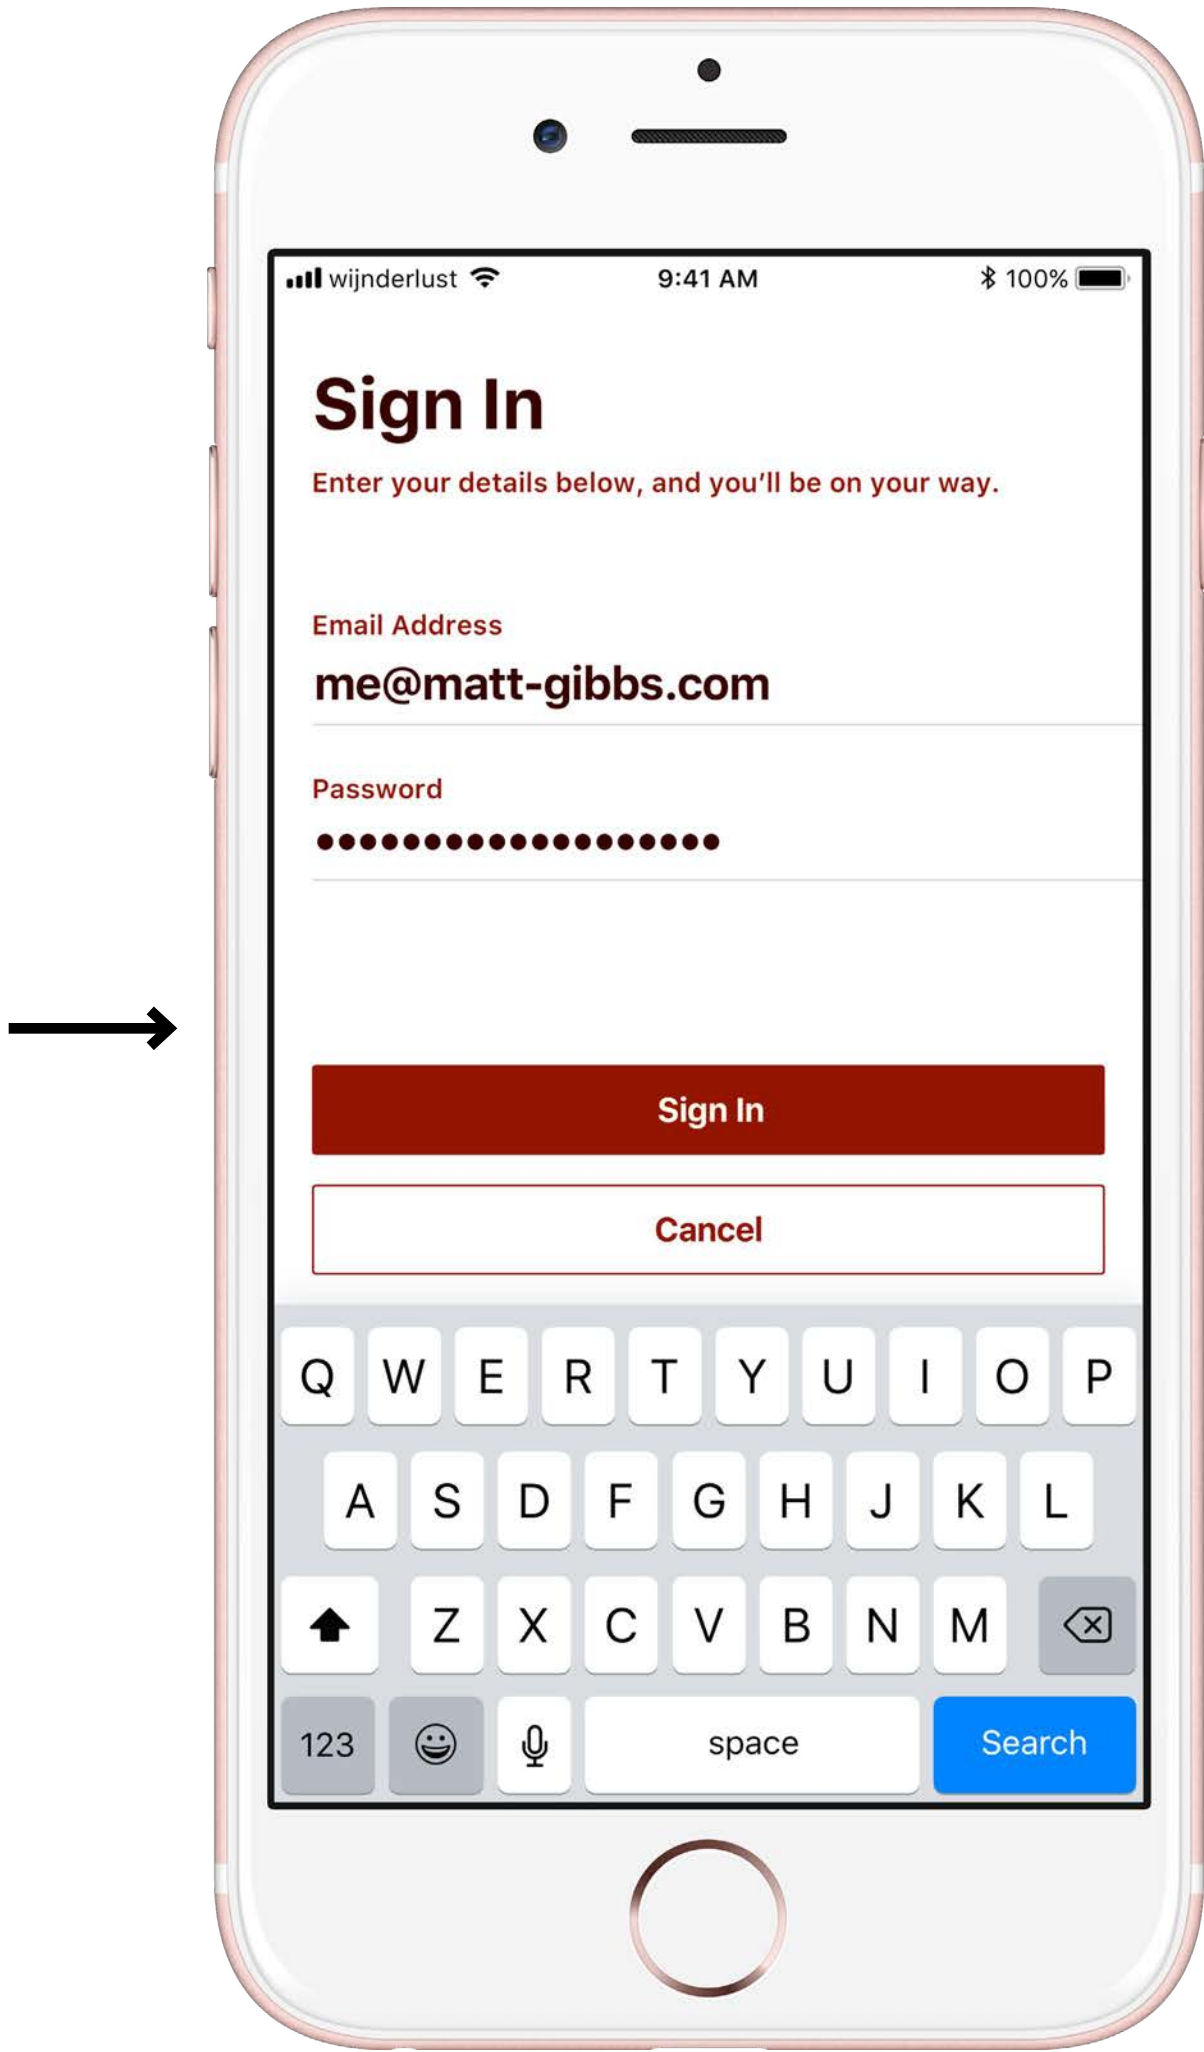 wijnderlust 9:41 AM 100%
Sign In
Enter your details below, and you’ll be on your way.
Email Address
me@matt-gibbs.com
Password
●●●●●●●●●●●●●●●●●●●
Sign In
Cancel
Q W E R T Y U I O P
A S D F G H J K L
Z X C V B N M
123 space Search